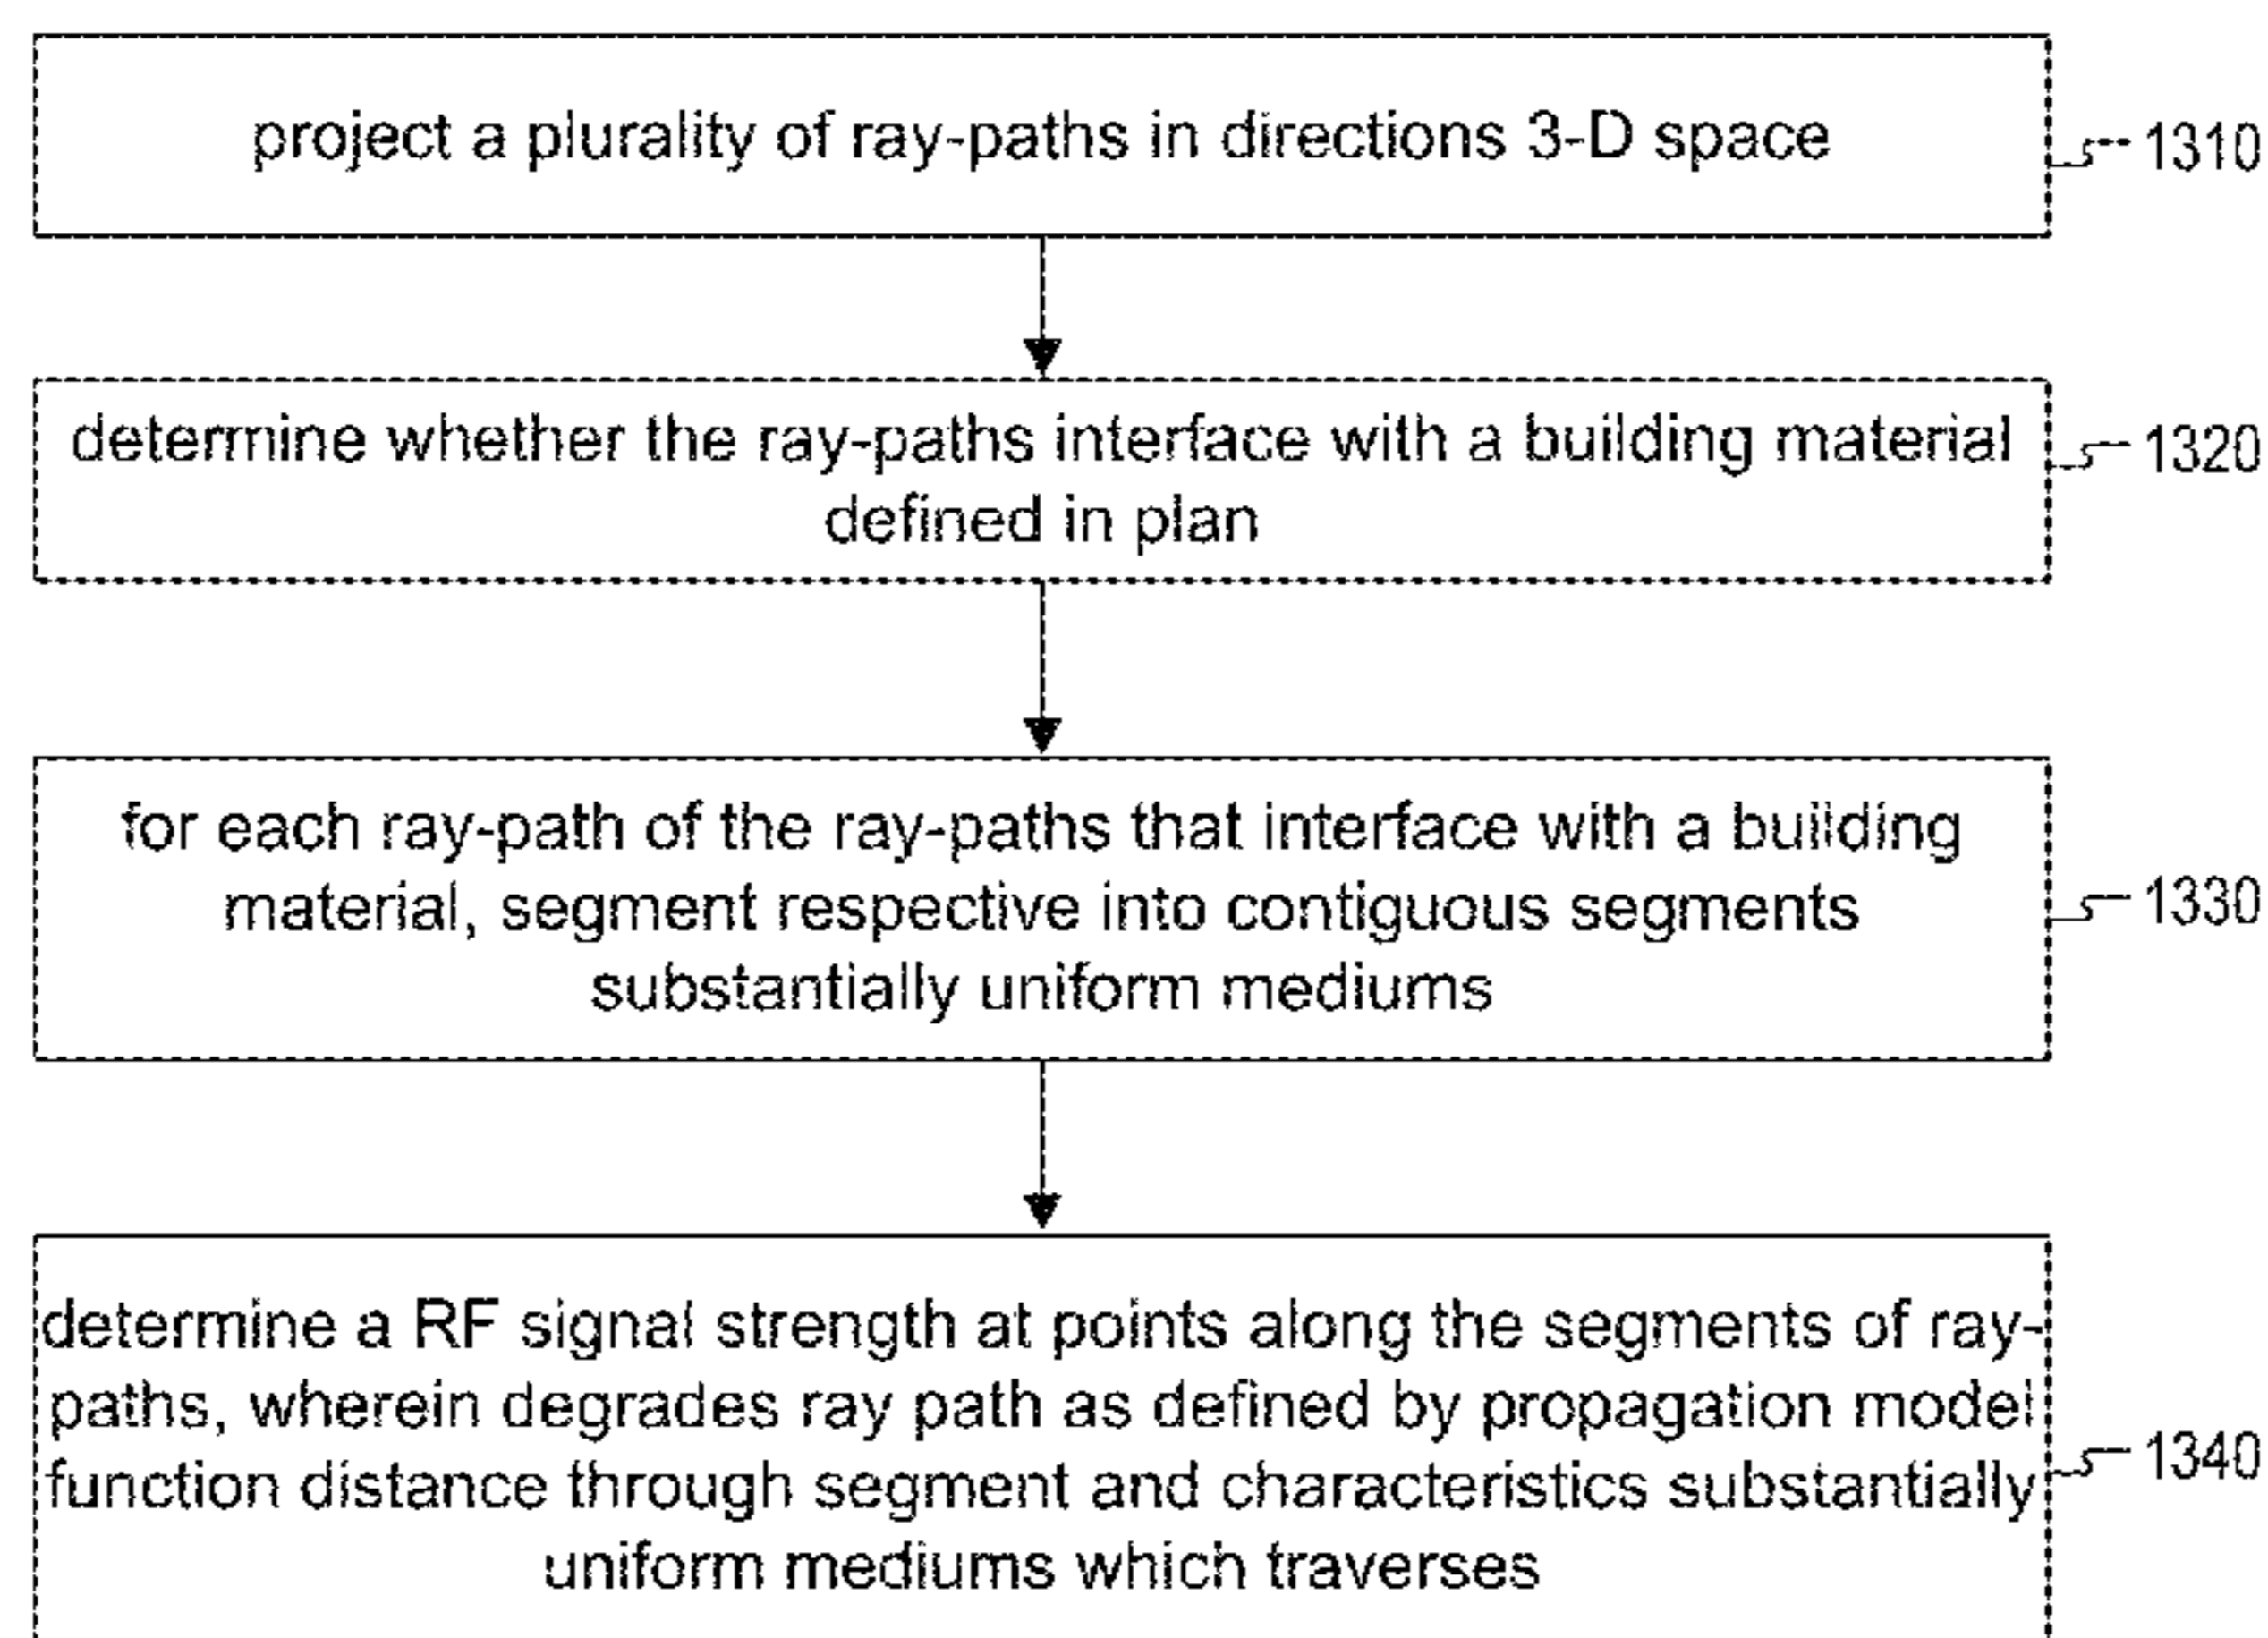 project a plurality of ray-paths in directions 3-D space
1310
determine whether the ray-paths interface with a building material
defined in plan
1320
for each ray-path of the ray-paths that interface with a building
material, segment respective into contiguous segments
substantially uniform mediums
1330
determine a RF signal strength at points along the segments of ray-
paths, wherein degrades ray path as defined by propagation model
function distance through segment and characteristics substantially
uniform mediums which traverses
1340